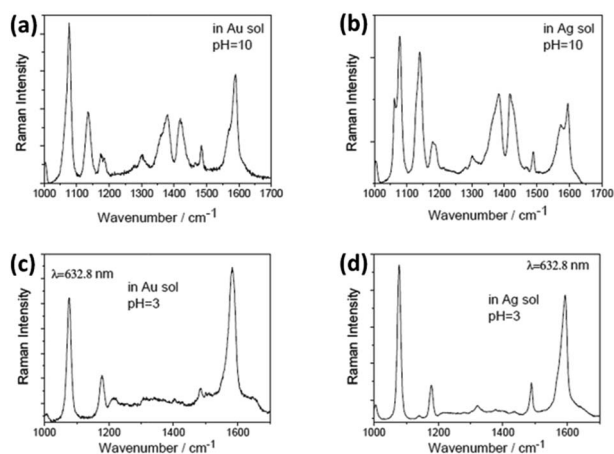 (a)
in Au sol
pH=10
Raman Intensity
1000 1100 1200 1300 1400 1500 1600 1700
Wavenumber / cm⁻¹
(b)
in Ag sol
pH=10
Raman Intensity
1000 1100 1200 1300 1400 1500 1600 1700
Wavenumber / cm⁻¹
(c)
λ=632.8 nm
in Au sol
pH=3
Raman Intensity
1000 1200 1400 1600
Wavenumber / cm⁻¹
(d)
λ=632.8 nm
in Ag sol
pH=3
Raman Intensity
1000 1200 1400 1600
Wavenumber / cm⁻¹